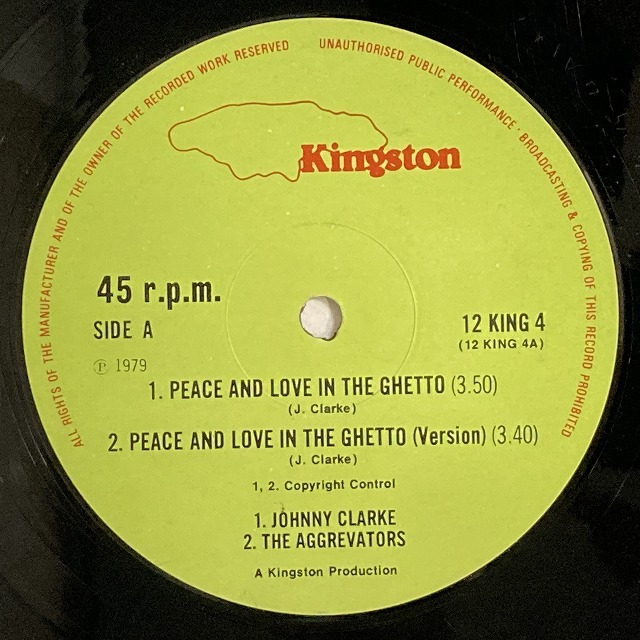 ALL RIGHTS OF THE MANUFACTURER AND OF THE OWNER OF THE RECORDED WORK RESERVED
UNAUTHORISED PUBLIC PERFORMANCE · BROADCASTING & COPYING OF THIS RECORD PROHIBITED
Kingston
45 r.p.m.
SIDE A
12 KING 4
(12 KING 4A)
℗ 1979
1. PEACE AND LOVE IN THE GHETTO (3.50)
(J. Clarke)
2. PEACE AND LOVE IN THE GHETTO (Version) (3.40)
(J. Clarke)
1, 2. Copyright Control
1. JOHNNY CLARKE
2. THE AGGREVATORS
A Kingston Production